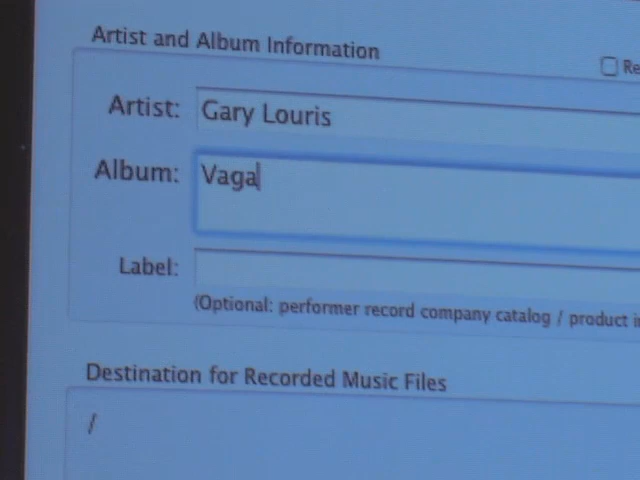 Artist and Album Information
Re
Artist: Gary Louris
Album: Vaga
Label:
(Optional: performer record company catalog / product i
Destination for Recorded Music Files
/